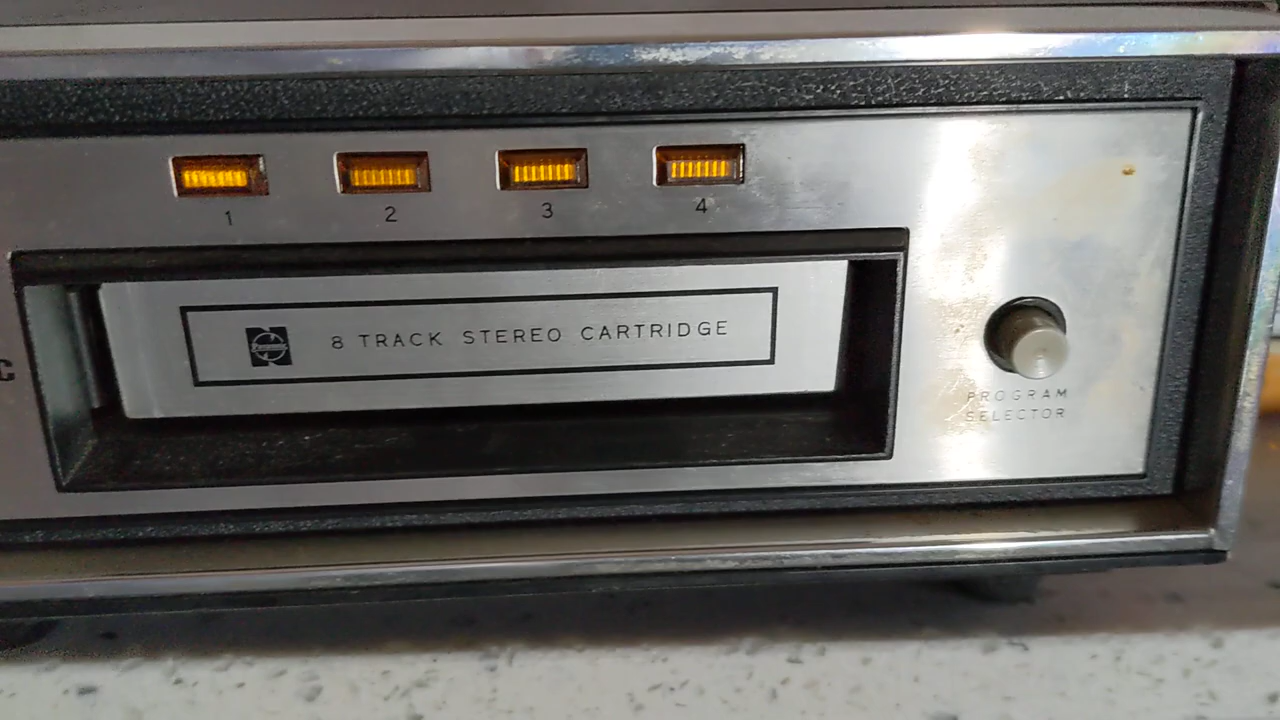 1 2 3 4
8 TRACK STEREO CARTRIDGE
C
PROGRAM
SELECTOR